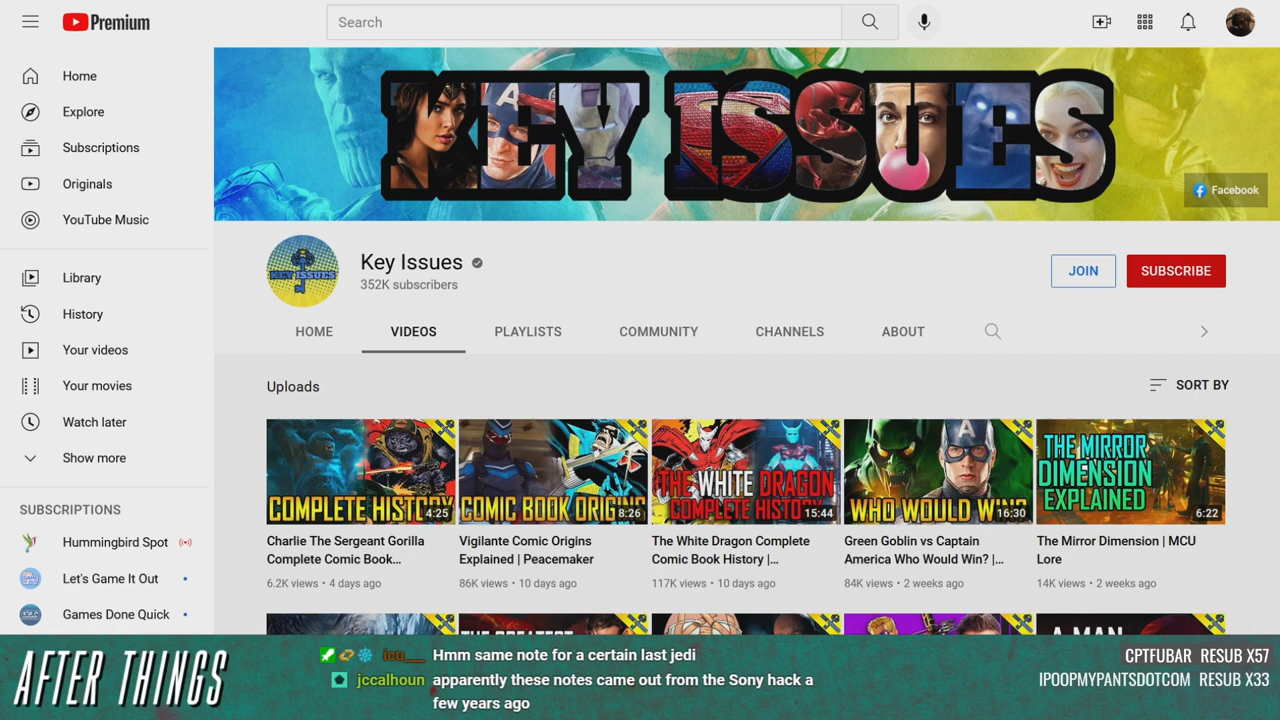 Premium
Search
Home
Explore
Subscriptions
Originals
YouTube Music
Library
History
Your videos
Your movies
Watch later
Show more
SUBSCRIPTIONS
Hummingbird Spot
Let's Game It Out
Games Done Quick
KEY ISSUES
Facebook
KEY ISSUES
Key Issues
352K subscribers
JOIN
SUBSCRIBE
HOME
VIDEOS
PLAYLISTS
COMMUNITY
CHANNELS
ABOUT
Uploads
SORT BY
COMPLETE HISTORY
4:25
Charlie The Sergeant Gorilla
Complete Comic Book...
6.2K views • 4 days ago
COMIC BOOK ORIGINS
8:26
Vigilante Comic Origins
Explained | Peacemaker
86K views • 10 days ago
THE WHITE DRAGON
COMPLETE HISTORY
15:44
The White Dragon Complete
Comic Book History |...
117K views • 10 days ago
WHO WOULD WIN
16:30
Green Goblin vs Captain
America Who Would Win? |...
84K views • 2 weeks ago
THE MIRROR
DIMENSION
EXPLAINED
6:22
The Mirror Dimension | MCU
Lore
14K views • 2 weeks ago
THE GREATEST
A MAN
AFTER THINGS
icu__ Hmm same note for a certain last jedi
jccalhoun apparently these notes came out from the Sony hack a
few years ago
CPTFUBAR RESUB X57
IPOOPMYPANTSDOTCOM RESUB X33